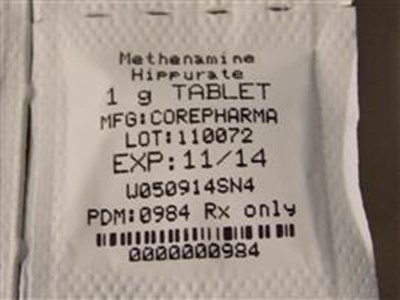 Methenamine
Hippurate
1 g TABLET
MFG:COREPHARMA
LOT:110072
EXP:11/14
W050914SN4
PDM:0984 Rx only
0000000984